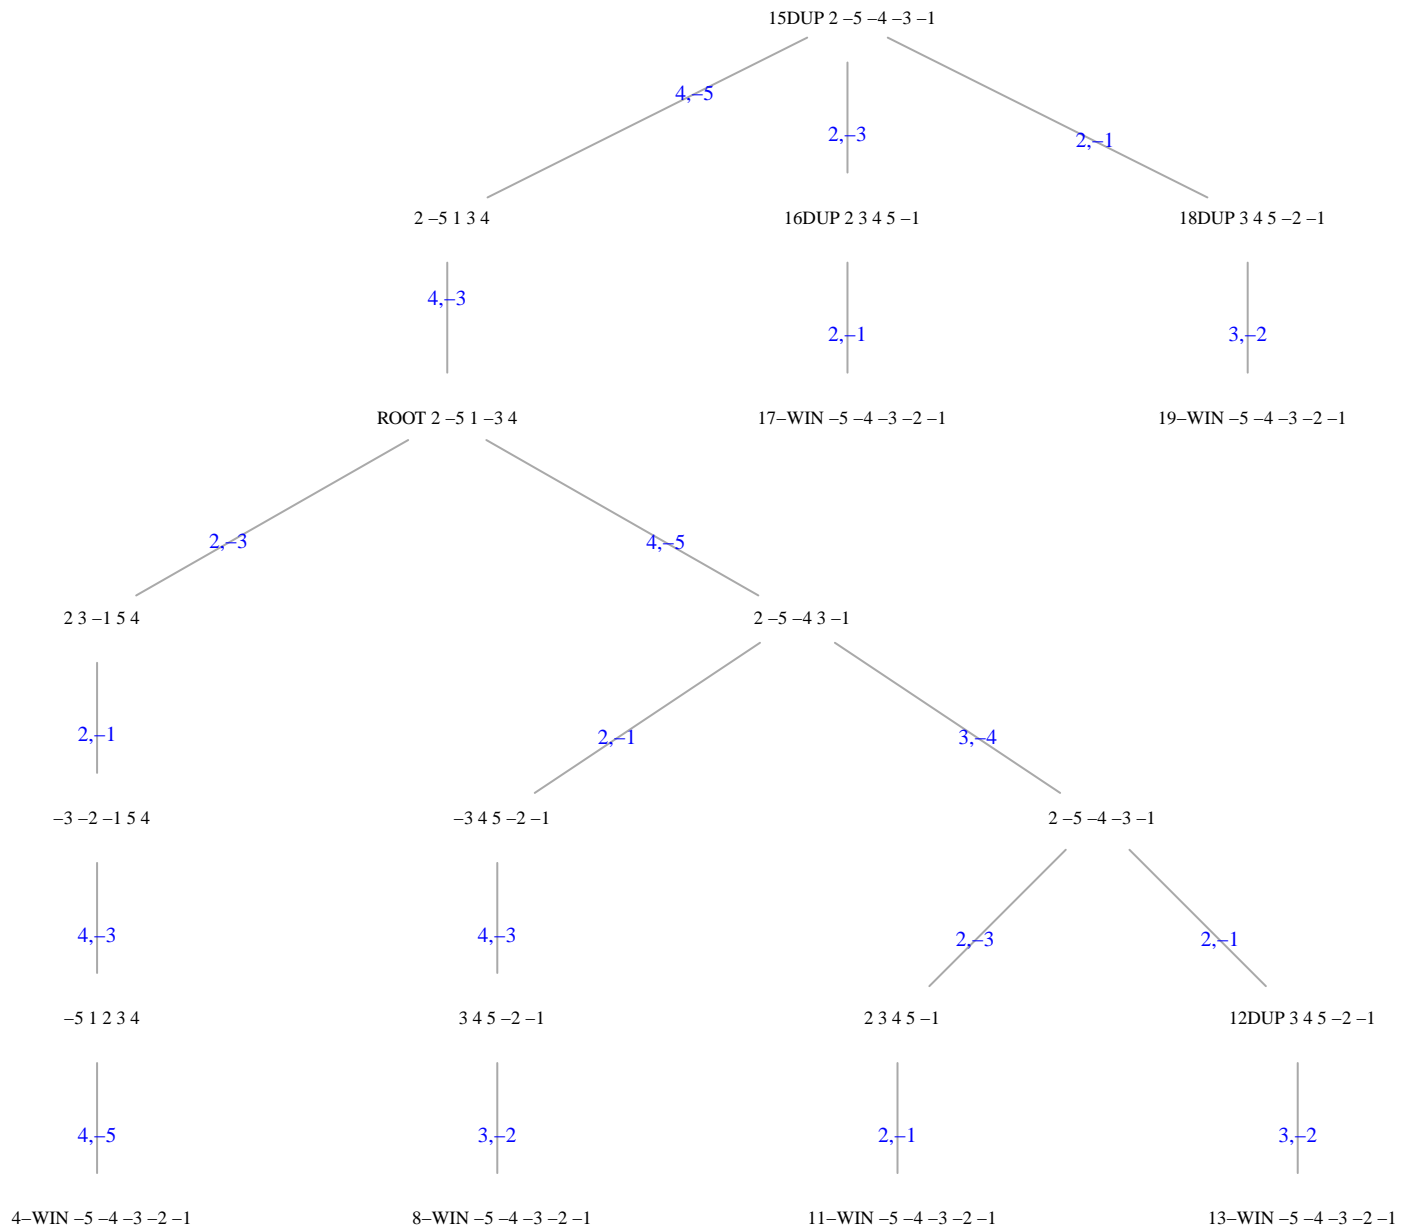 15DUP 2 –5 –4 –3 –1
4,–5
2,–3
2,–1
2 –5 1 3 4
16DUP 2 3 4 5 –1
18DUP 3 4 5 –2 –1
4,–3
2,–1
3,–2
ROOT 2 –5 1 –3 4
17–WIN –5 –4 –3 –2 –1
19–WIN –5 –4 –3 –2 –1
2,–3
4,–5
2 3 –1 5 4
2 –5 –4 3 –1
2,–1
2,–1
3,–4
–3 –2 –1 5 4
–3 4 5 –2 –1
2 –5 –4 –3 –1
4,–3
4,–3
2,–3
2,–1
–5 1 2 3 4
3 4 5 –2 –1
2 3 4 5 –1
12DUP 3 4 5 –2 –1
4,–5
3,–2
2,–1
3,–2
4–WIN –5 –4 –3 –2 –1
8–WIN –5 –4 –3 –2 –1
11–WIN –5 –4 –3 –2 –1
13–WIN –5 –4 –3 –2 –1